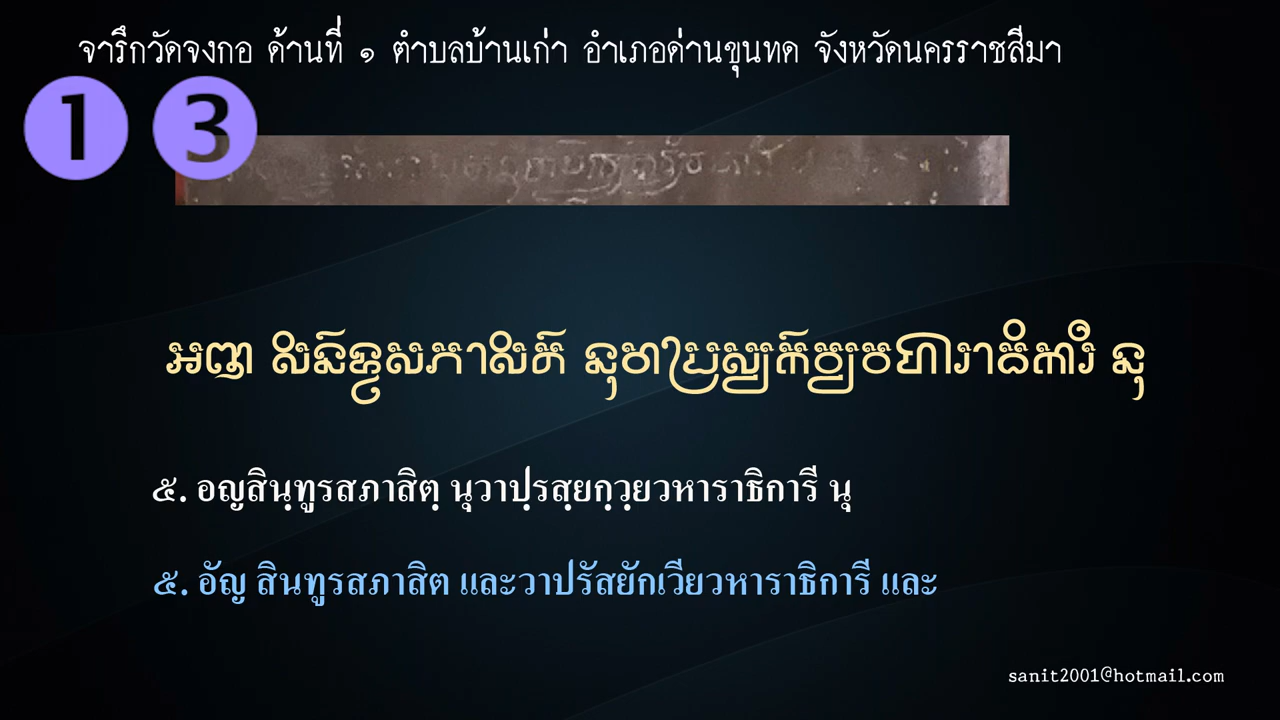 จารึกวัดจงกอ ด้านที่ ๑ ตำบลบ้านเก่า อำเภอด่านขุนทด จังหวัดนครราชสีมา
1 3
๕. อญสินฺทูรสภาสิตฺ นุวาปฺรสฺยกฺวฺยวหาราธิการี นุ
๕. อัญ สินทูรสภาสิต และวาปรัสยักเวียวหาราธิการี และ
sanit2001@hotmail.com